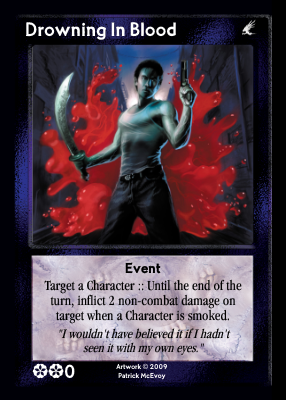 Drowning In Blood
Event
Target a Character :: Until the end of the
turn, inflict 2 non-combat damage on
target when a Character is smoked.
"I wouldn't have believed it if I hadn't
seen it with my own eyes."
Artwork © 2009
Patrick McEvoy
0